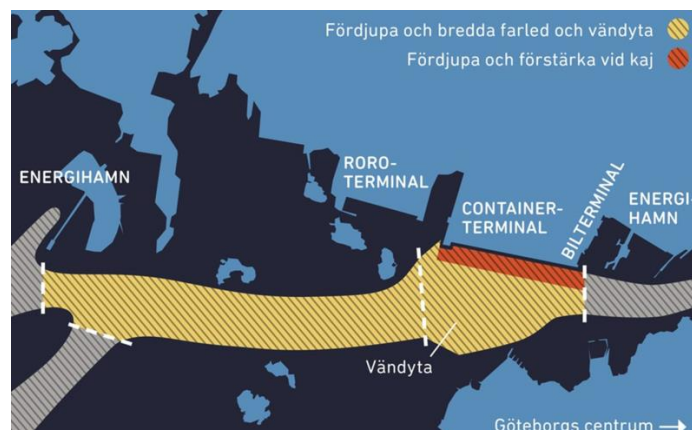 Fördjupa och bredda farled och vändyta
Fördjupa och förstärka vid kaj
ENERGIHAMN
RORO-
TERMINAL
CONTAINER-
TERMINAL
BILTERMINAL
ENERGI-
HAMN
Vändyta
Göteborgs centrum →